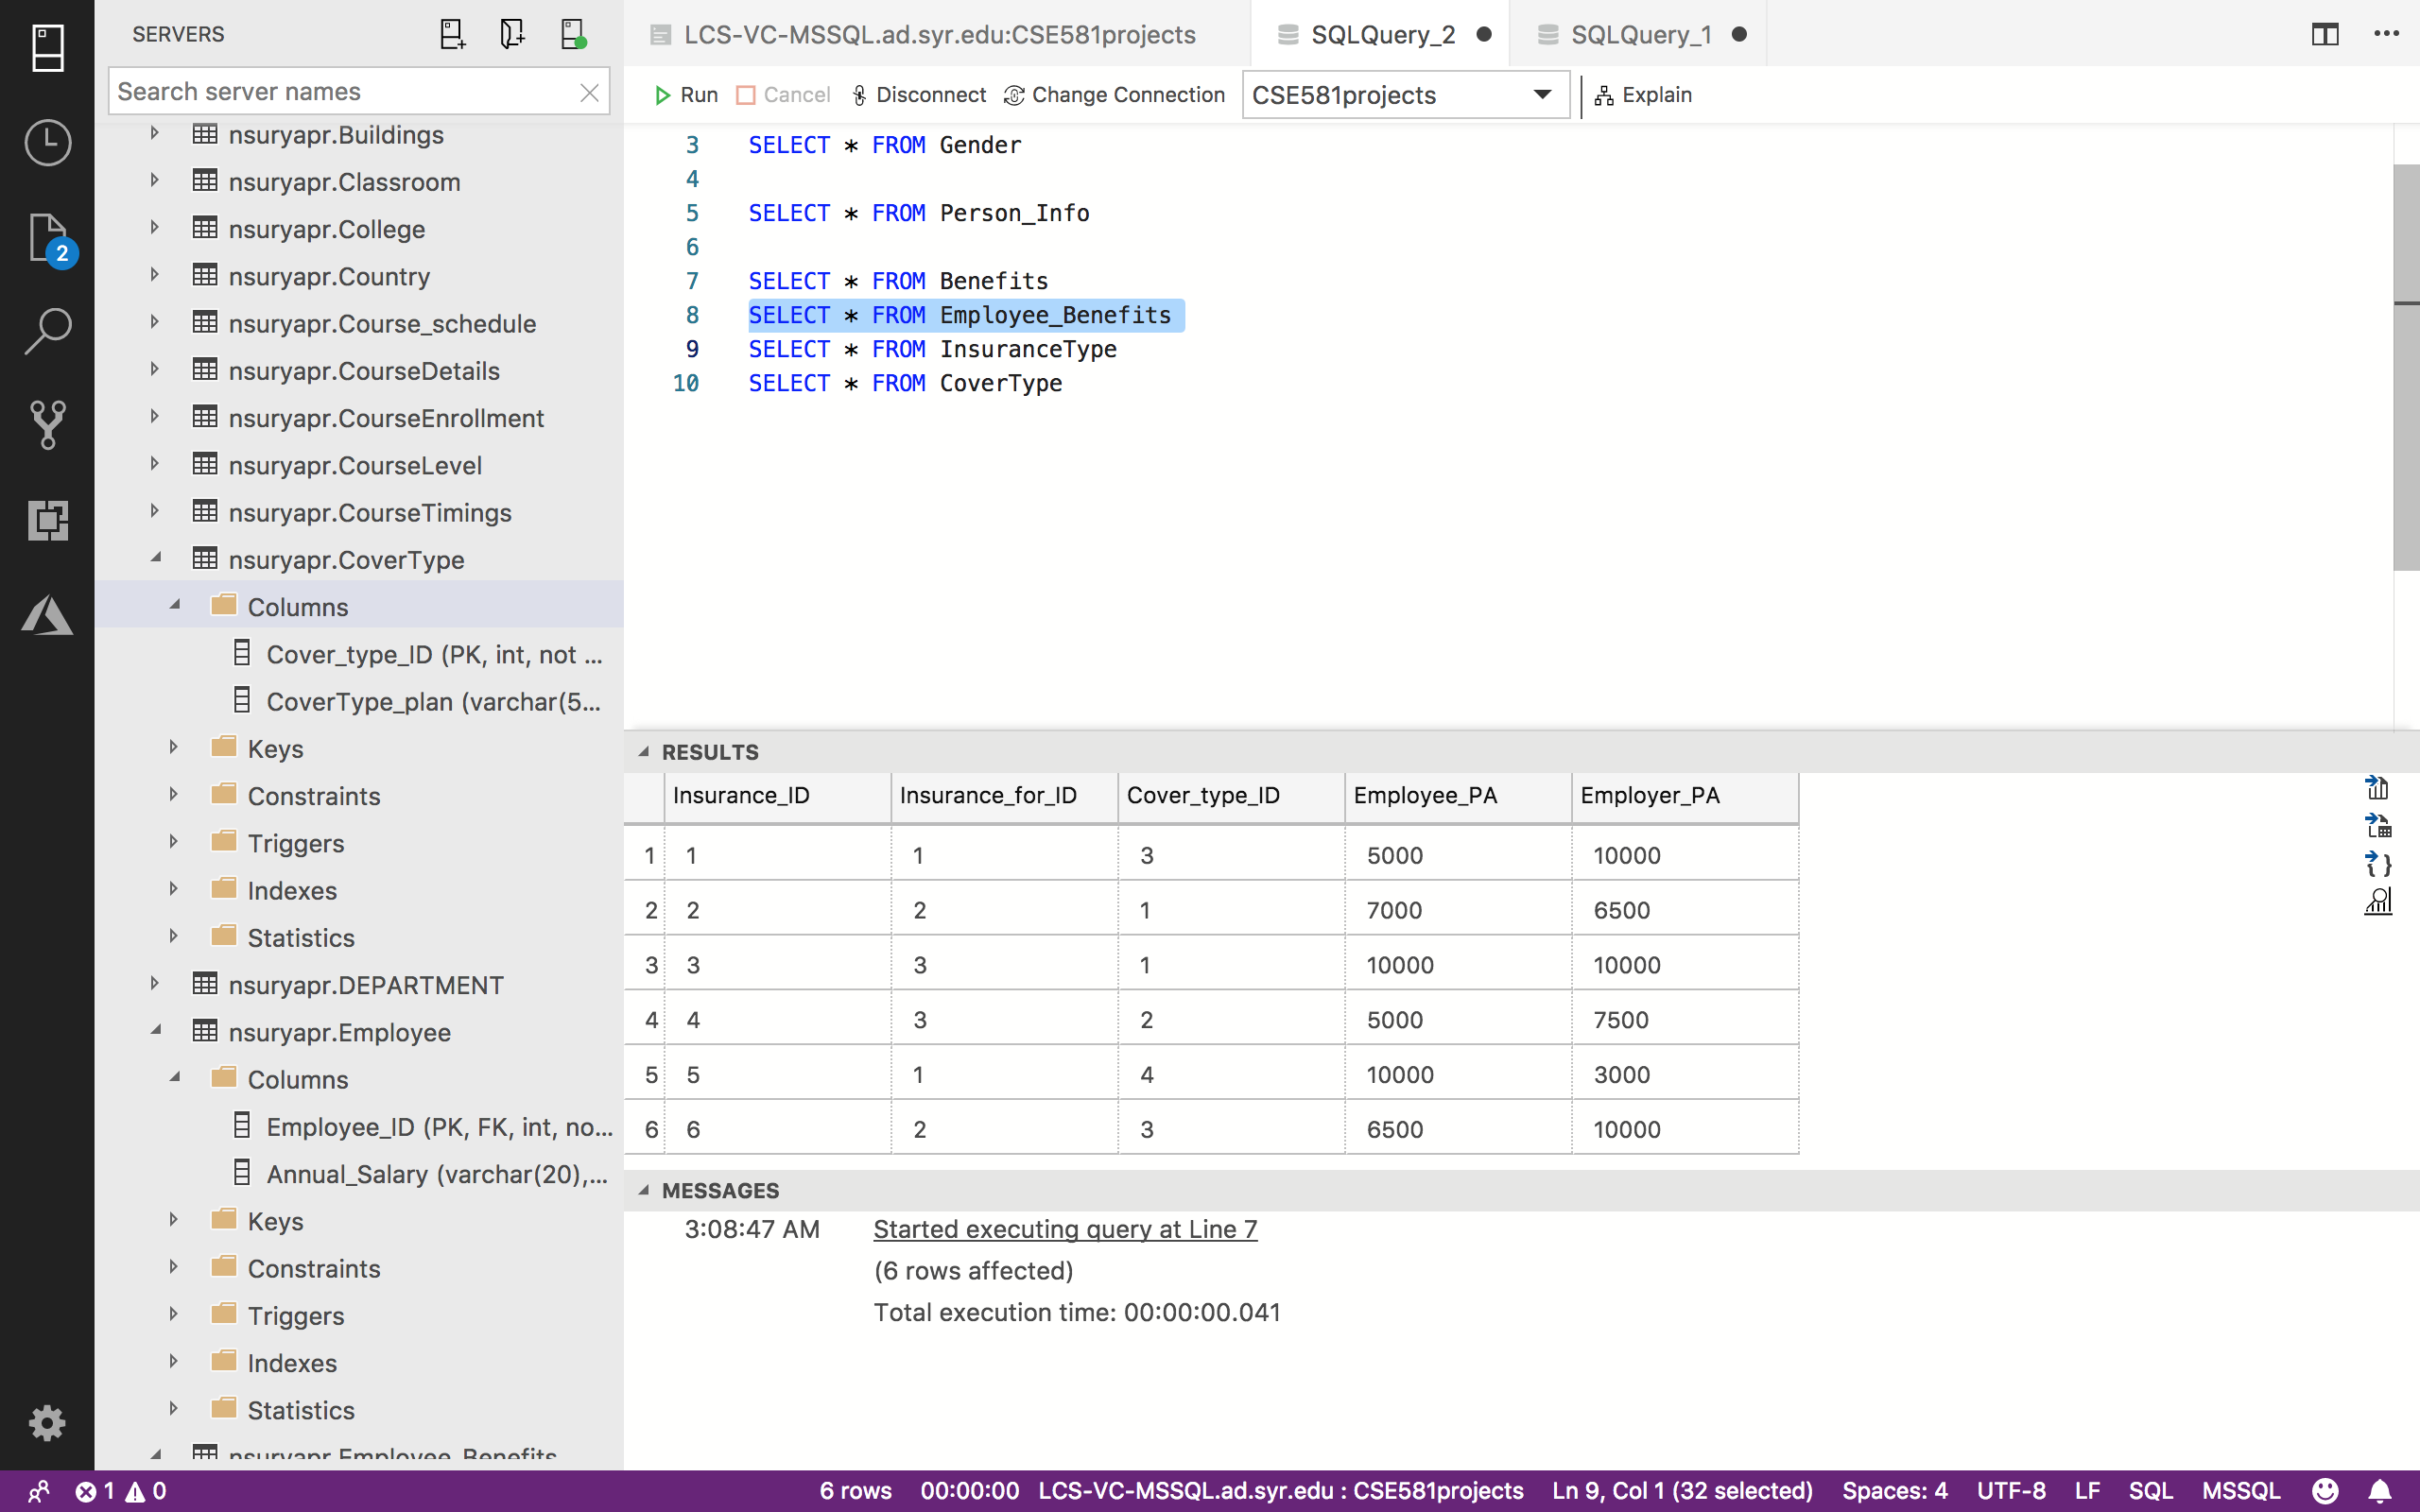 SERVERS
Search server names
nsuryapr.Buildings
nsuryapr.Classroom
nsuryapr.College
nsuryapr.Country
nsuryapr.Course_schedule
nsuryapr.CourseDetails
nsuryapr.CourseEnrollment
nsuryapr.CourseLevel
nsuryapr.CourseTimings
nsuryapr.CoverType
Columns
Cover_type_ID (PK, int, not ...
CoverType_plan (varchar(5...
Keys
Constraints
Triggers
Indexes
Statistics
nsuryapr.DEPARTMENT
nsuryapr.Employee
Columns
Employee_ID (PK, FK, int, no...
Annual_Salary (varchar(20),...
Keys
Constraints
Triggers
Indexes
Statistics
nsuryapr.Employee_Benefits
2
LCS-VC-MSSQL.ad.syr.edu:CSE581projects SQLQuery_2 SQLQuery_1
Run Cancel Disconnect Change Connection CSE581projects Explain
3 SELECT * FROM Gender
4
5 SELECT * FROM Person_Info
6
7 SELECT * FROM Benefits
8 SELECT * FROM Employee_Benefits
9 SELECT * FROM InsuranceType
10 SELECT * FROM CoverType
RESULTS
Insurance_ID Insurance_for_ID Cover_type_ID Employee_PA Employer_PA
1 1 1 3 5000 10000
2 2 2 1 7000 6500
3 3 3 1 10000 10000
4 4 3 2 5000 7500
5 5 1 4 10000 3000
6 6 2 3 6500 10000
MESSAGES
3:08:47 AM Started executing query at Line 7
(6 rows affected)
Total execution time: 00:00:00.041
1 0 6 rows 00:00:00 LCS-VC-MSSQL.ad.syr.edu : CSE581projects Ln 9, Col 1 (32 selected) Spaces: 4 UTF-8 LF SQL MSSQL